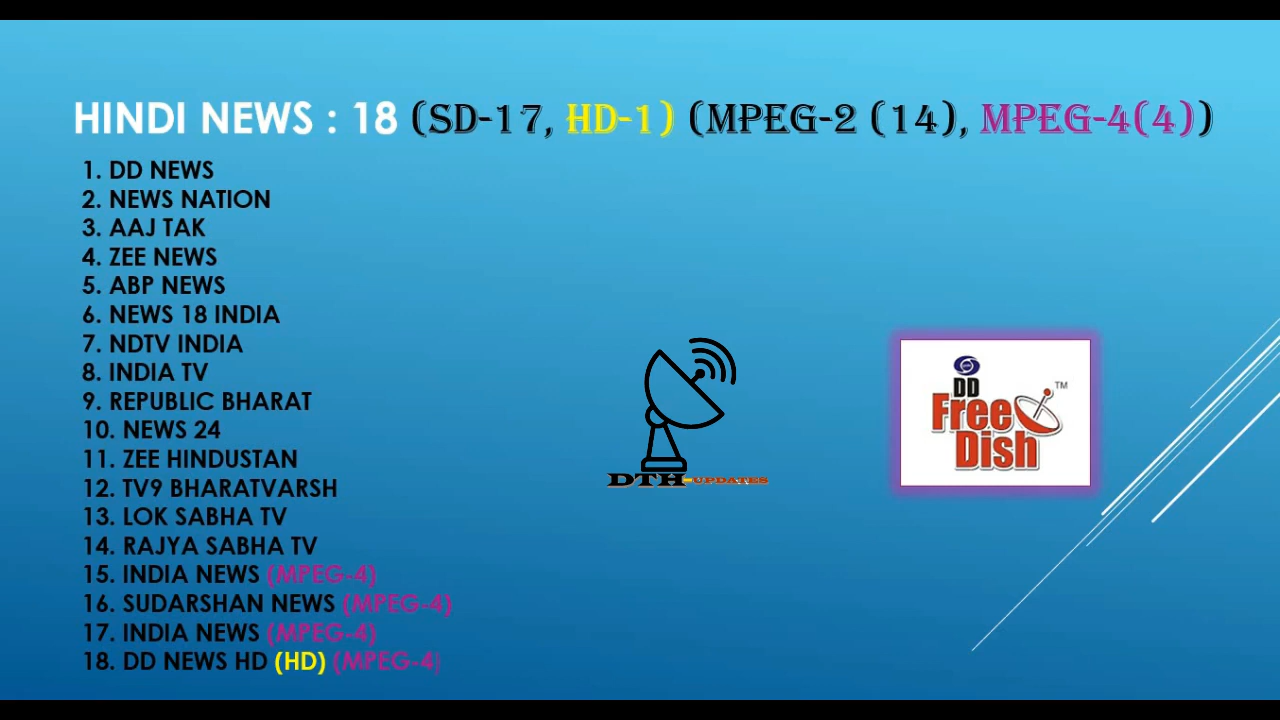 HINDI NEWS : 18 (SD-17, HD-1) (MPEG-2 (14), MPEG-4(4))
1. DD NEWS
2. NEWS NATION
3. AAJ TAK
4. ZEE NEWS
5. ABP NEWS
6. NEWS 18 INDIA
7. NDTV INDIA
8. INDIA TV
9. REPUBLIC BHARAT
10. NEWS 24
11. ZEE HINDUSTAN
12. TV9 BHARATVARSH
13. LOK SABHA TV
14. RAJYA SABHA TV
15. INDIA NEWS (MPEG-4)
16. SUDARSHAN NEWS (MPEG-4)
17. INDIA NEWS (MPEG-4)
18. DD NEWS HD (HD) (MPEG-4)
DTH-UPDATES
DD
Free TM
Dish